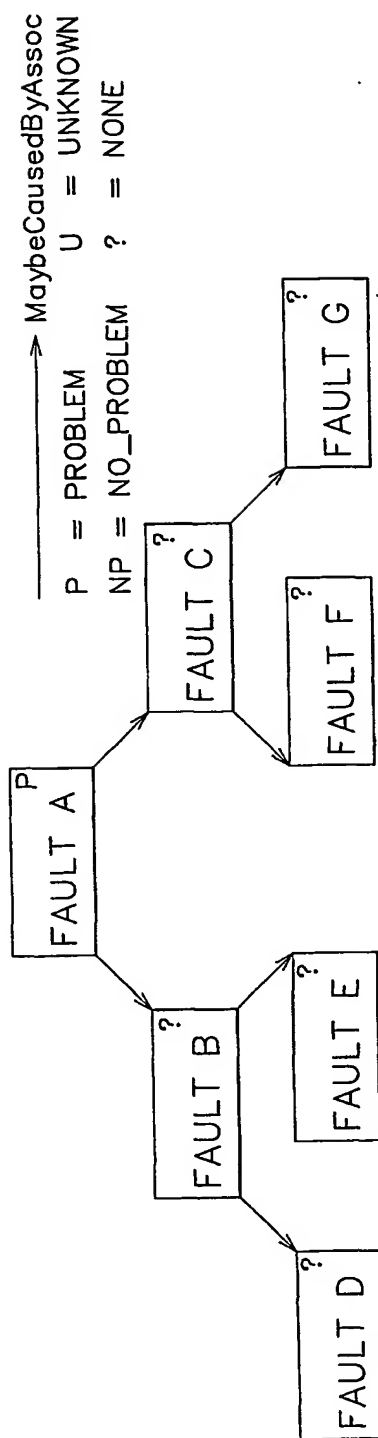 MaybeCausedByAssoc
P = PROBLEM U = UNKNOWN
NP = NO_PROBLEM ? = NONE
P
FAULT A
?
FAULT B
?
FAULT C
?
FAULT D
?
FAULT E
?
FAULT F
?
FAULT G